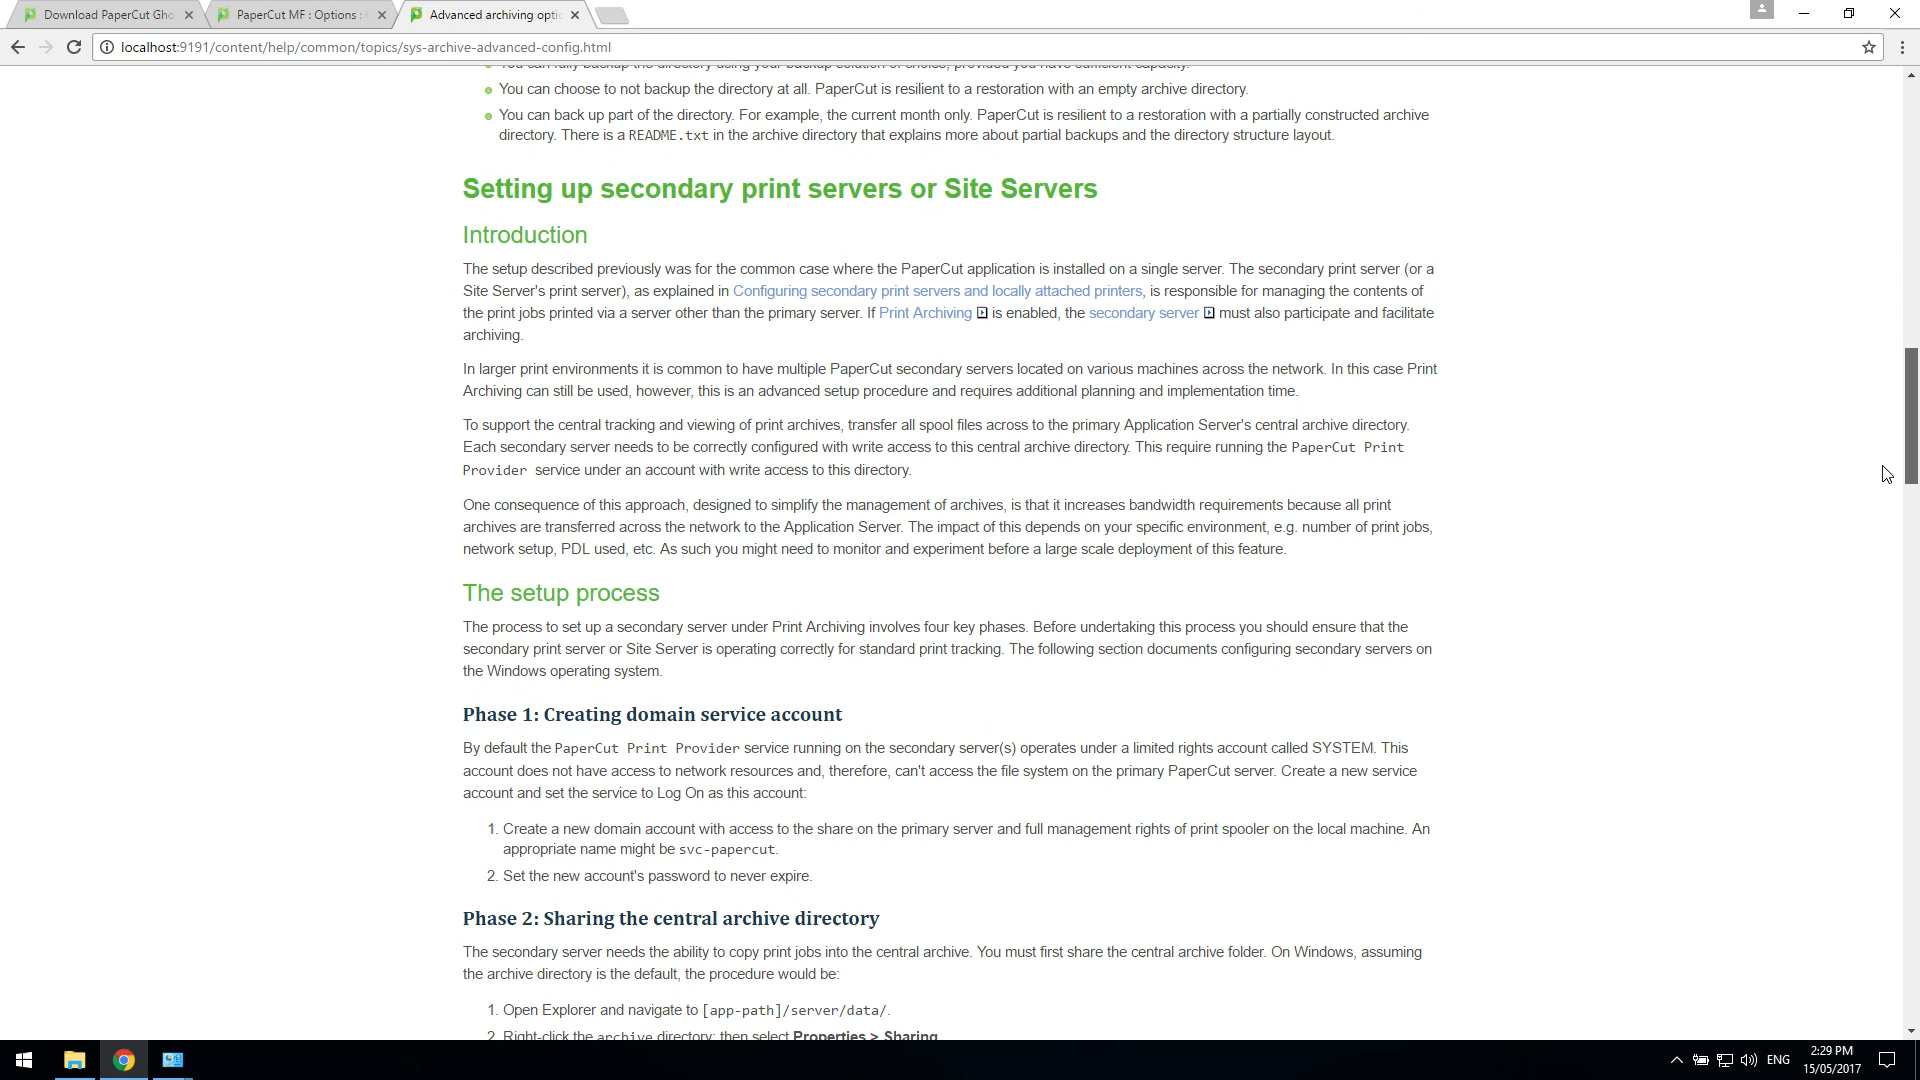 Download PaperCut Gho
PaperCut MF : Options :
Advanced archiving optio
localhost:9191/content/help/common/topics/sys-archive-advanced-config.html
You can fully backup the directory using your backup solution of choice, provided you have sufficient capacity.
You can choose to not backup the directory at all. PaperCut is resilient to a restoration with an empty archive directory.
You can back up part of the directory. For example, the current month only. PaperCut is resilient to a restoration with a partially constructed archive
directory. There is a README.txt in the archive directory that explains more about partial backups and the directory structure layout.
Setting up secondary print servers or Site Servers
Introduction
The setup described previously was for the common case where the PaperCut application is installed on a single server. The secondary print server (or a
Site Server's print server), as explained in Configuring secondary print servers and locally attached printers, is responsible for managing the contents of
the print jobs printed via a server other than the primary server. If Print Archiving is enabled, the secondary server must also participate and facilitate
archiving.
In larger print environments it is common to have multiple PaperCut secondary servers located on various machines across the network. In this case Print
Archiving can still be used, however, this is an advanced setup procedure and requires additional planning and implementation time.
To support the central tracking and viewing of print archives, transfer all spool files across to the primary Application Server's central archive directory.
Each secondary server needs to be correctly configured with write access to this central archive directory. This require running the PaperCut Print
Provider service under an account with write access to this directory.
One consequence of this approach, designed to simplify the management of archives, is that it increases bandwidth requirements because all print
archives are transferred across the network to the Application Server. The impact of this depends on your specific environment, e.g. number of print jobs,
network setup, PDL used, etc. As such you might need to monitor and experiment before a large scale deployment of this feature.
The setup process
The process to set up a secondary server under Print Archiving involves four key phases. Before undertaking this process you should ensure that the
secondary print server or Site Server is operating correctly for standard print tracking. The following section documents configuring secondary servers on
the Windows operating system.
Phase 1: Creating domain service account
By default the PaperCut Print Provider service running on the secondary server(s) operates under a limited rights account called SYSTEM. This
account does not have access to network resources and, therefore, can't access the file system on the primary PaperCut server. Create a new service
account and set the service to Log On as this account:
1. Create a new domain account with access to the share on the primary server and full management rights of print spooler on the local machine. An
appropriate name might be svc-papercut.
2. Set the new account's password to never expire.
Phase 2: Sharing the central archive directory
The secondary server needs the ability to copy print jobs into the central archive. You must first share the central archive folder. On Windows, assuming
the archive directory is the default, the procedure would be:
1. Open Explorer and navigate to [app-path]/server/data/.
2. Right-click the archive directory; then select Properties > Sharing
ENG
2:29 PM
15/05/2017